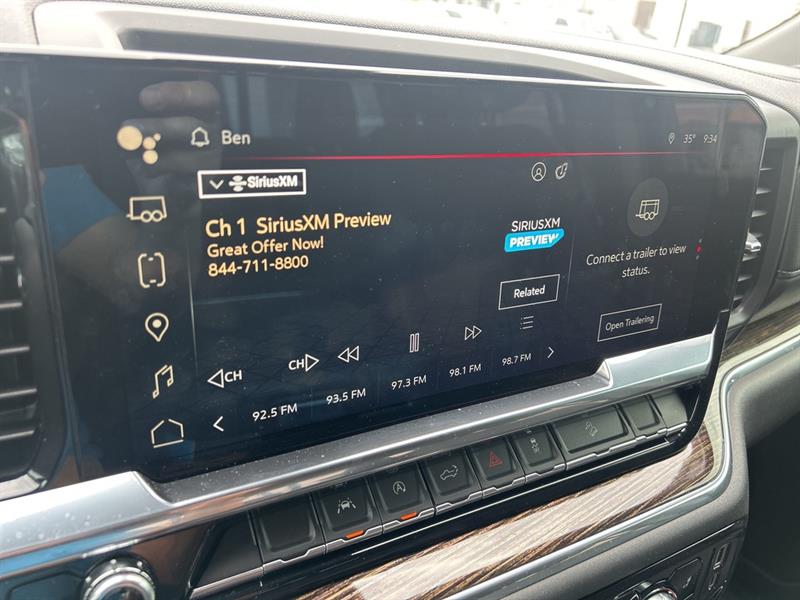 Ben
35° 9:34
SiriusXM
Ch 1 SiriusXM Preview
Great Offer Now!
844-711-8800
SIRIUSXM
PREVIEW
Related
Connect a trailer to view
status.
Open Trailering
CH
CH
92.5 FM
93.5 FM
97.3 FM
98.1 FM
98.7 FM